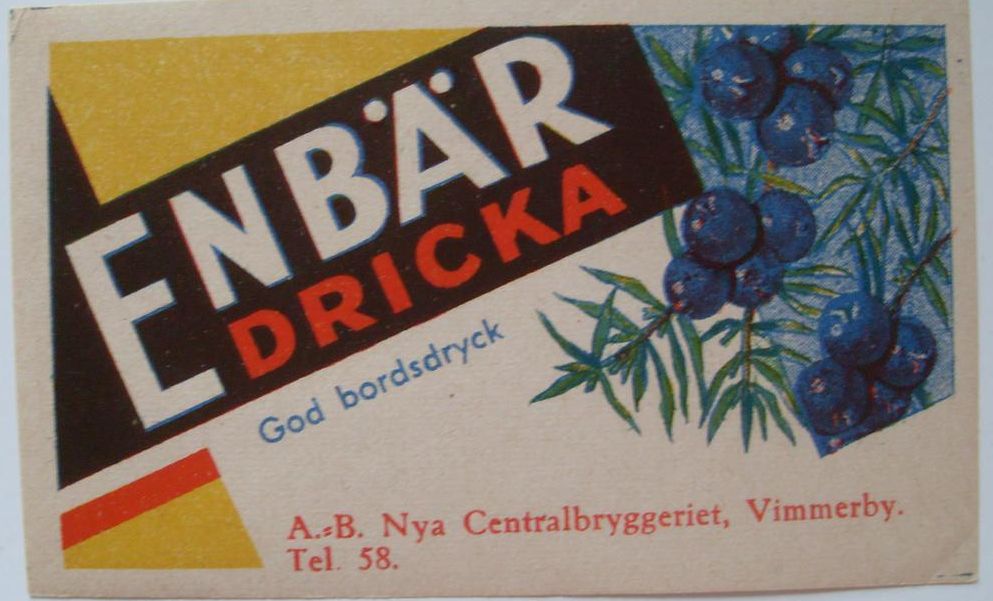 ENBÄR
DRICKA
God bordsdryck
A.-B. Nya Centralbryggeriet, Vimmerby.
Tel. 58.